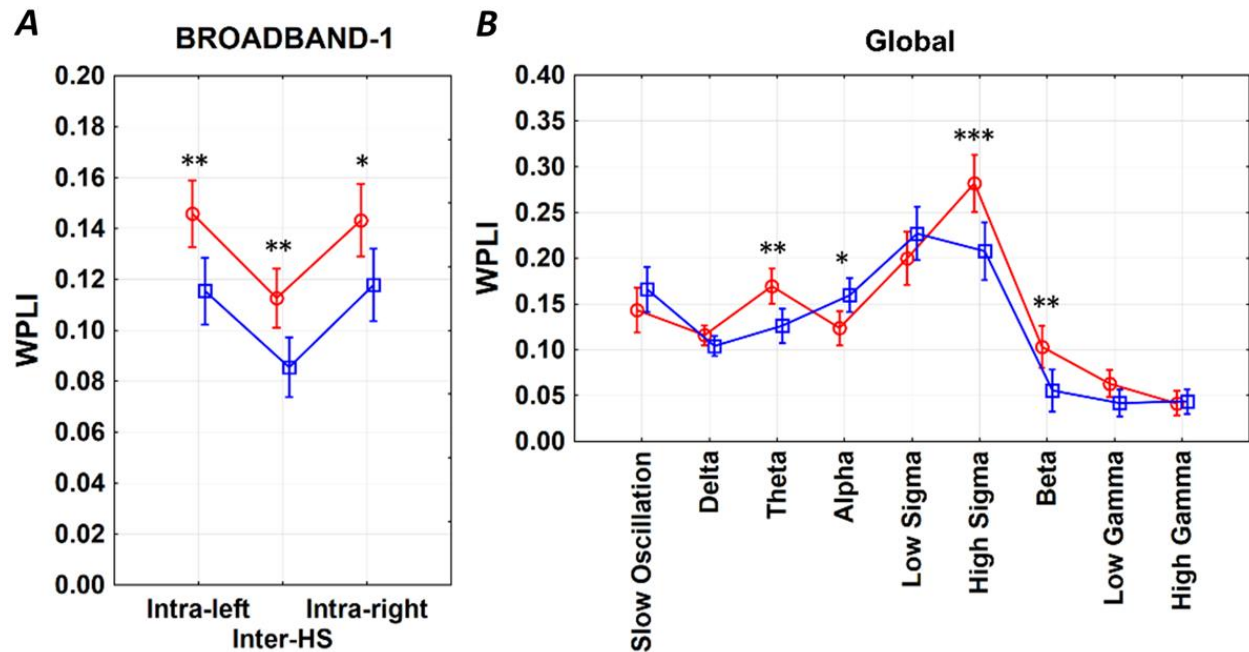 A
BROADBAND-1
WPLI
0.20
0.18
0.16
0.14
0.12
0.10
0.08
0.06
0.04
0.02
0.00
**
**
*
Intra-left
Inter-HS
Intra-right
B
Global
WPLI
0.40
0.35
0.30
0.25
0.20
0.15
0.10
0.05
0.00
**
*
***
**
Slow Oscillation
Delta
Theta
Alpha
Low Sigma
High Sigma
Beta
Low Gamma
High Gamma